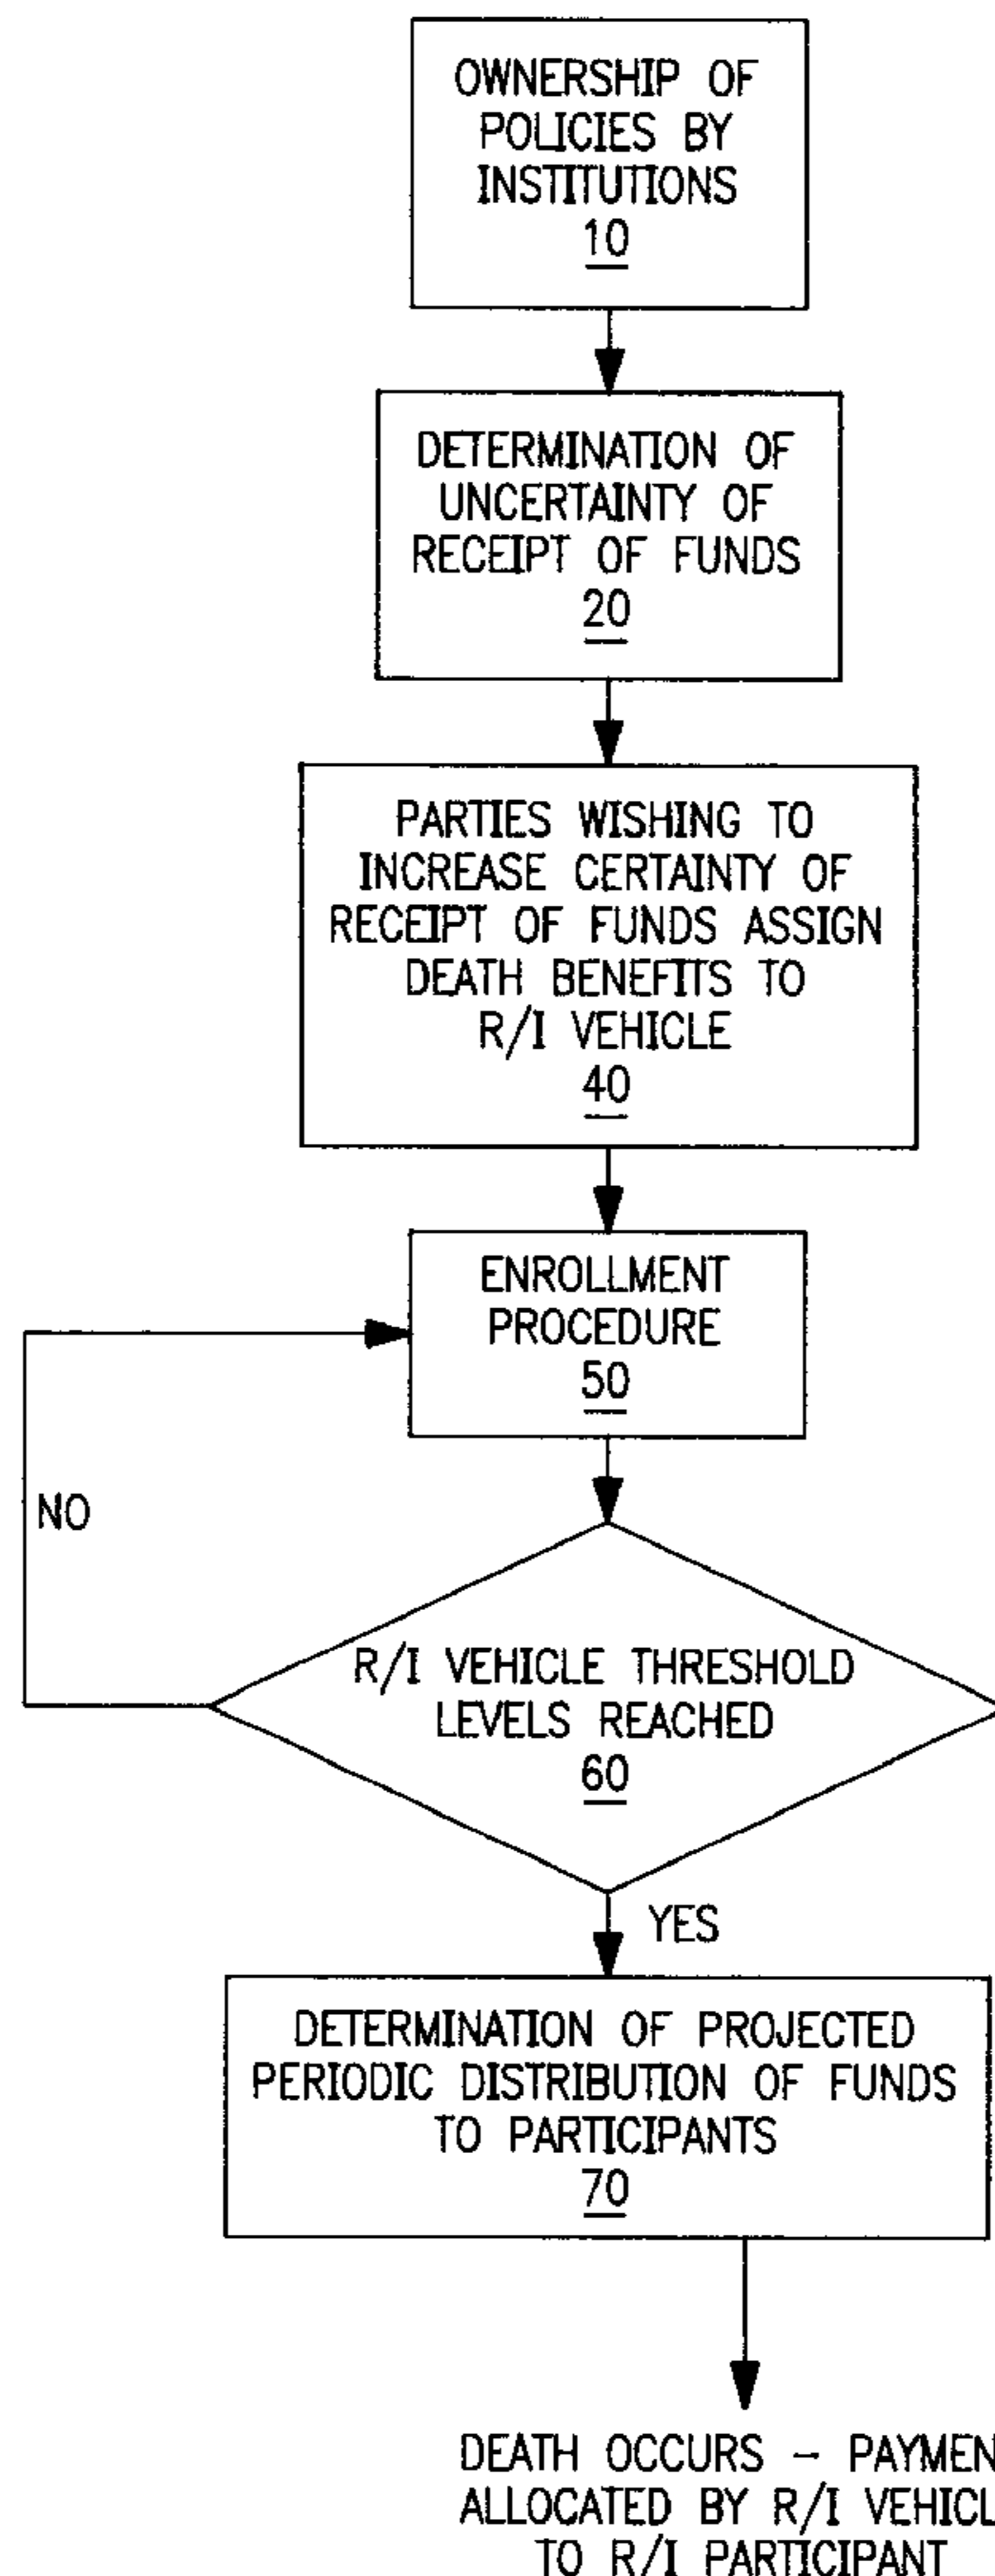 OWNERSHIP OF
POLICIES BY
INSTITUTIONS
10
DETERMINATION OF
UNCERTAINTY OF
RECEIPT OF FUNDS
20
PARTIES WISHING TO
INCREASE CERTAINTY OF
RECEIPT OF FUNDS ASSIGN
DEATH BENEFITS TO
R/I VEHICLE
40
ENROLLMENT
PROCEDURE
50
NO
R/I VEHICLE THRESHOLD
LEVELS REACHED
60
YES
DETERMINATION OF PROJECTED
PERIODIC DISTRIBUTION OF FUNDS
TO PARTICIPANTS
70
DEATH OCCURS – PAYMEN
ALLOCATED BY R/I VEHICL
TO R/I PARTICIPANT